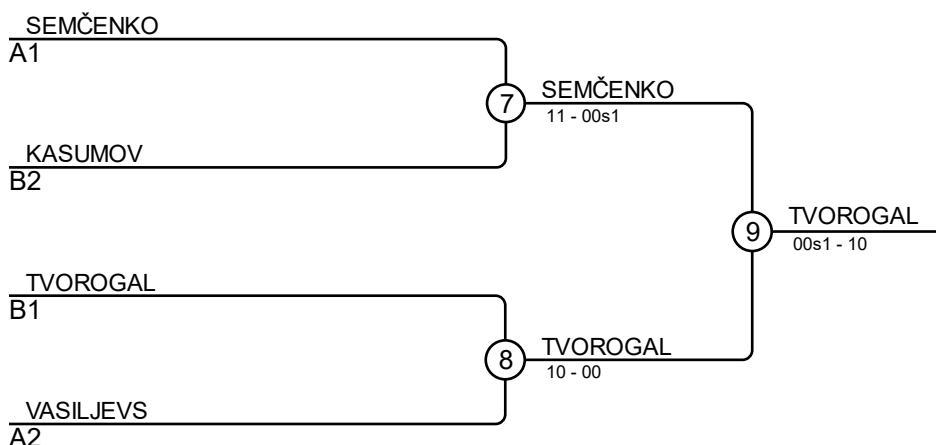 SEMČENKO
A1
7
SEMČENKO
11 - 00s1
KASUMOV
B2
9
TVOROGAL
00s1 - 10
TVOROGAL
B1
8
TVOROGAL
10 - 00
VASILJEVS
A2